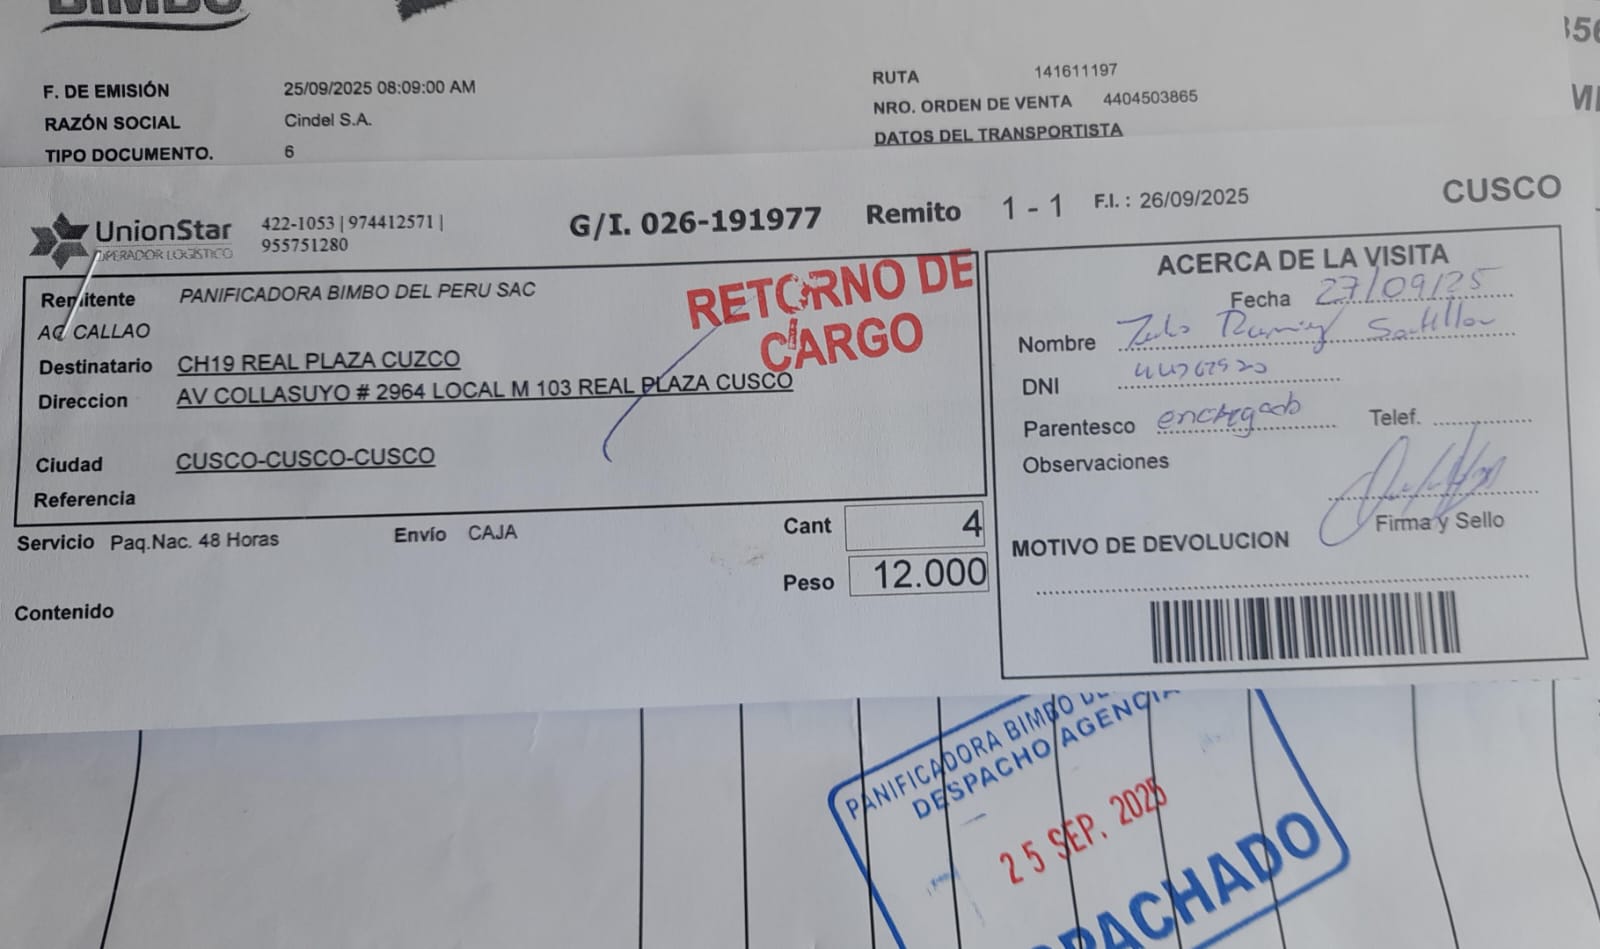 BIMBO
F. DE EMISIÓN 25/09/2025 08:09:00 AM
RAZÓN SOCIAL Cindel S.A.
TIPO DOCUMENTO. 6
RUTA 141611197
NRO. ORDEN DE VENTA 4404503865
DATOS DEL TRANSPORTISTA
UnionStar
OPERADOR LOGÍSTICO
422-1053 | 974412571 |
955751280
G/I. 026-191977 Remito 1 - 1 F.I. : 26/09/2025
CUSCO
Remitente PANIFICADORA BIMBO DEL PERU SAC
AQ CALLAO
Destinatario CH19 REAL PLAZA CUZCO
Direccion AV COLLASUYO # 2964 LOCAL M 103 REAL PLAZA CUSCO
Ciudad CUSCO-CUSCO-CUSCO
Referencia
RETORNO DE
CARGO
Servicio Paq.Nac. 48 Horas Envío CAJA
Cant 4
Peso 12.000
Contenido
ACERCA DE LA VISITA
Fecha 27/09/25
Nombre
DNI
Parentesco encargado Telef.
Observaciones
Firma y Sello
MOTIVO DE DEVOLUCION
PANIFICADORA BIMBO
DESPACHO AGENCIA
25 SEP. 2025
PACHADO